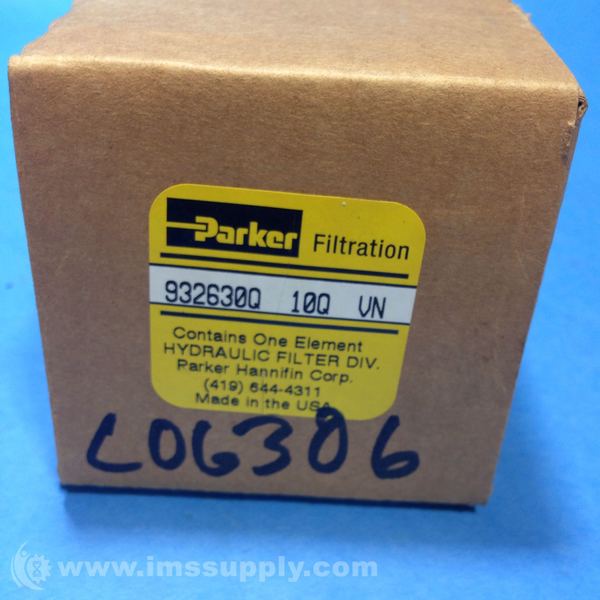 Parker Filtration
932630Q 10Q VN
Contains One Element
HYDRAULIC FILTER DIV.
Parker Hannifin Corp.
(419) 644-4311
Made in the USA
LOG306
www.imssupply.com